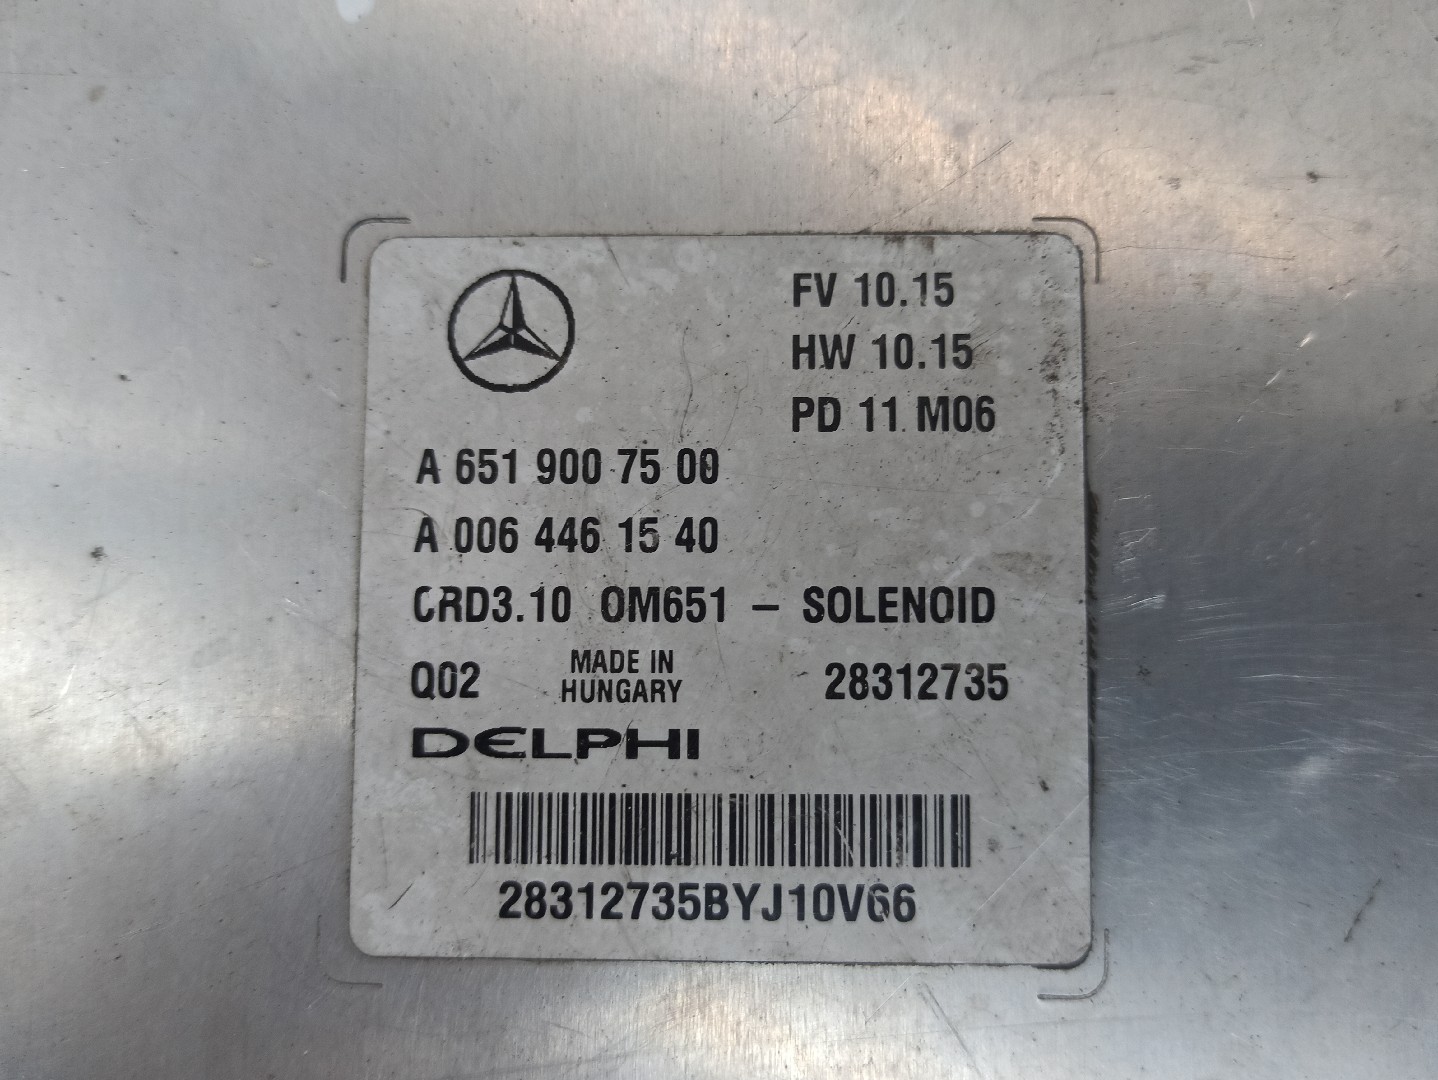 FV 10.15
HW 10.15
PD 11 M06
A 651 900 75 00
A 006 446 15 40
CRD3.10 OM651 – SOLENOID
Q02 MADE IN HUNGARY 28312735
DELPHI
28312735BYJ10V66